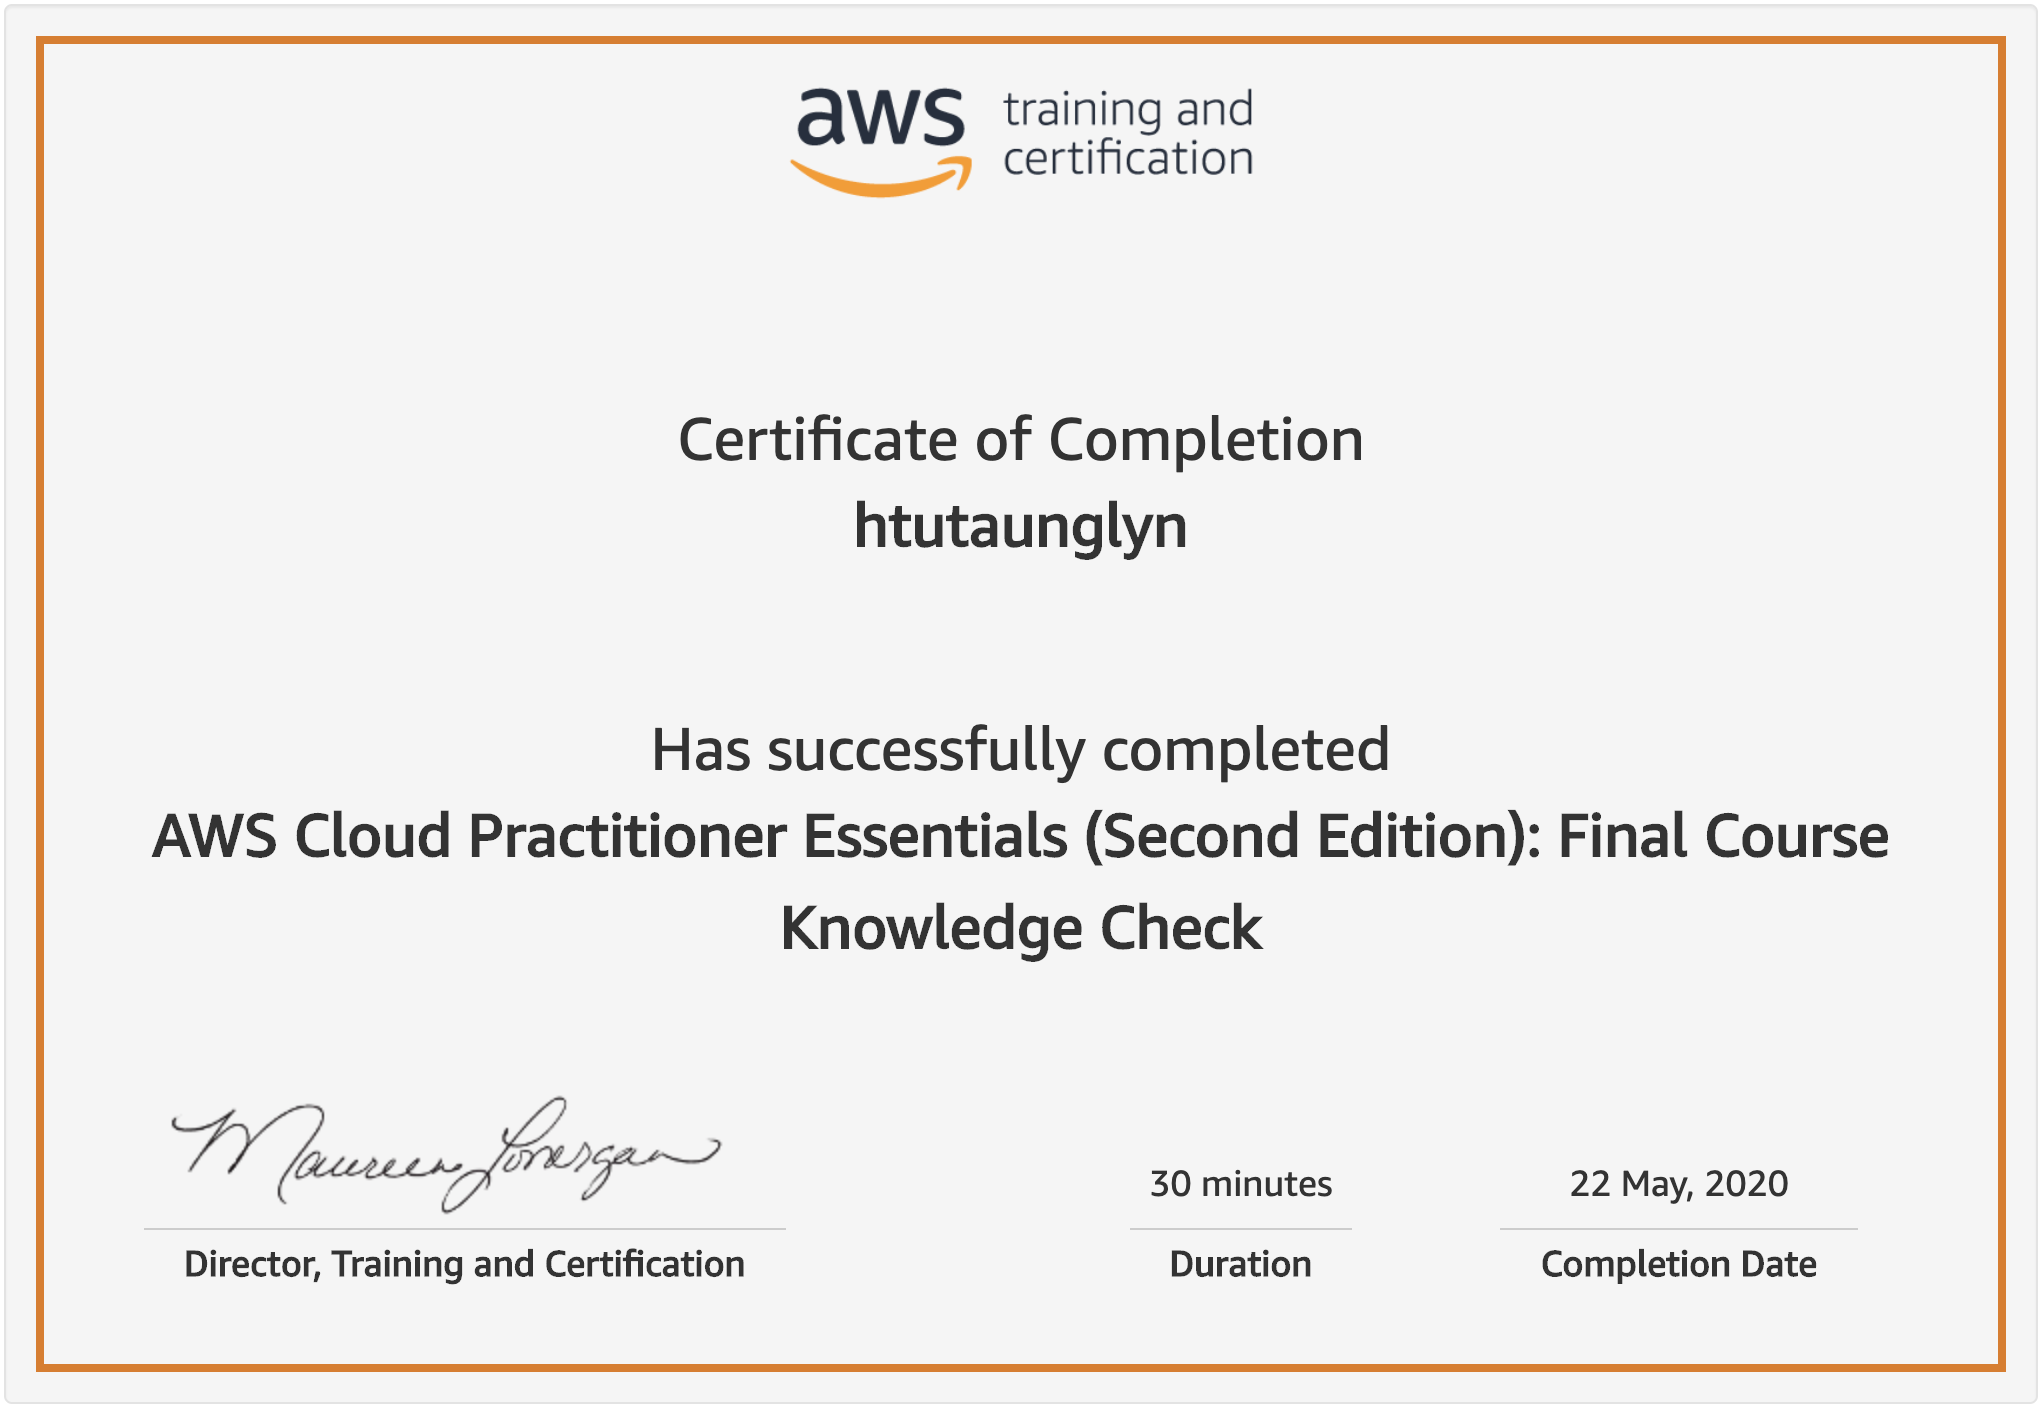 aws training and
certification
Certificate of Completion
htutaunglyn
Has successfully completed
AWS Cloud Practitioner Essentials (Second Edition): Final Course
Knowledge Check
Maureen Lonergan
30 minutes
22 May, 2020
Director, Training and Certification
Duration
Completion Date